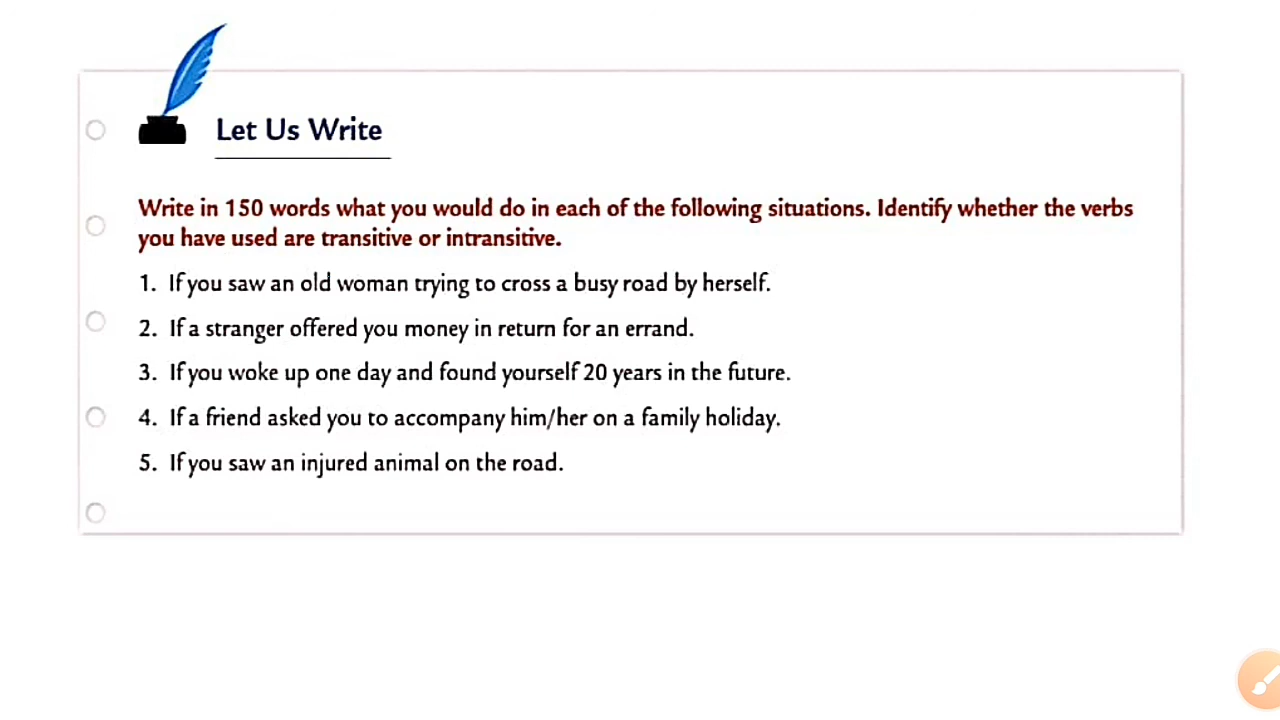 Let Us Write
Write in 150 words what you would do in each of the following situations. Identify whether the verbs
you have used are transitive or intransitive.
1. If you saw an old woman trying to cross a busy road by herself.
2. If a stranger offered you money in return for an errand.
3. If you woke up one day and found yourself 20 years in the future.
4. If a friend asked you to accompany him/her on a family holiday.
5. If you saw an injured animal on the road.